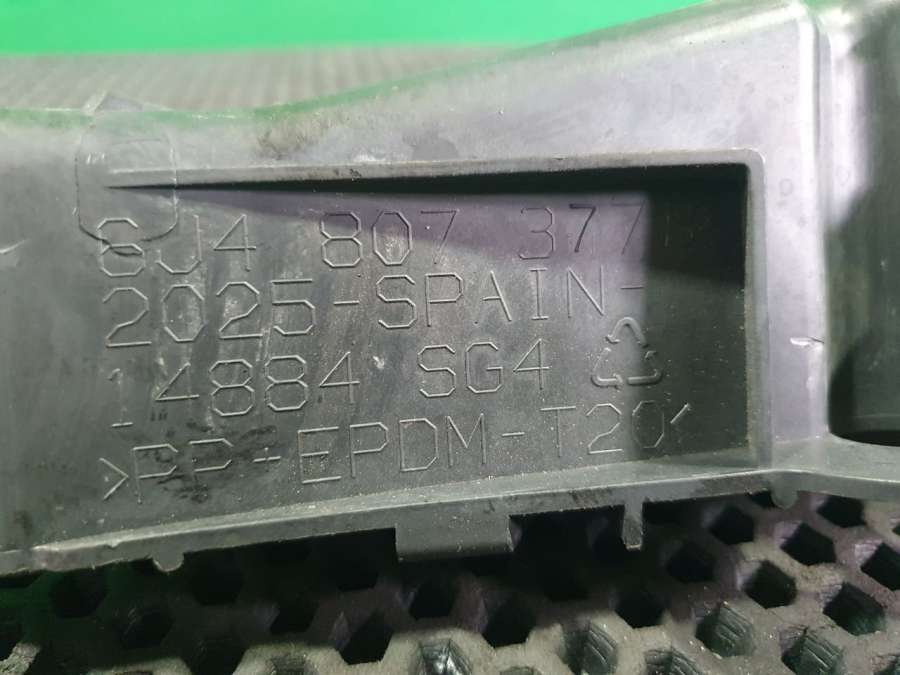 6J4 807 377
2025-SPAIN-
14884 SG4
>PP+EPDM-T20<